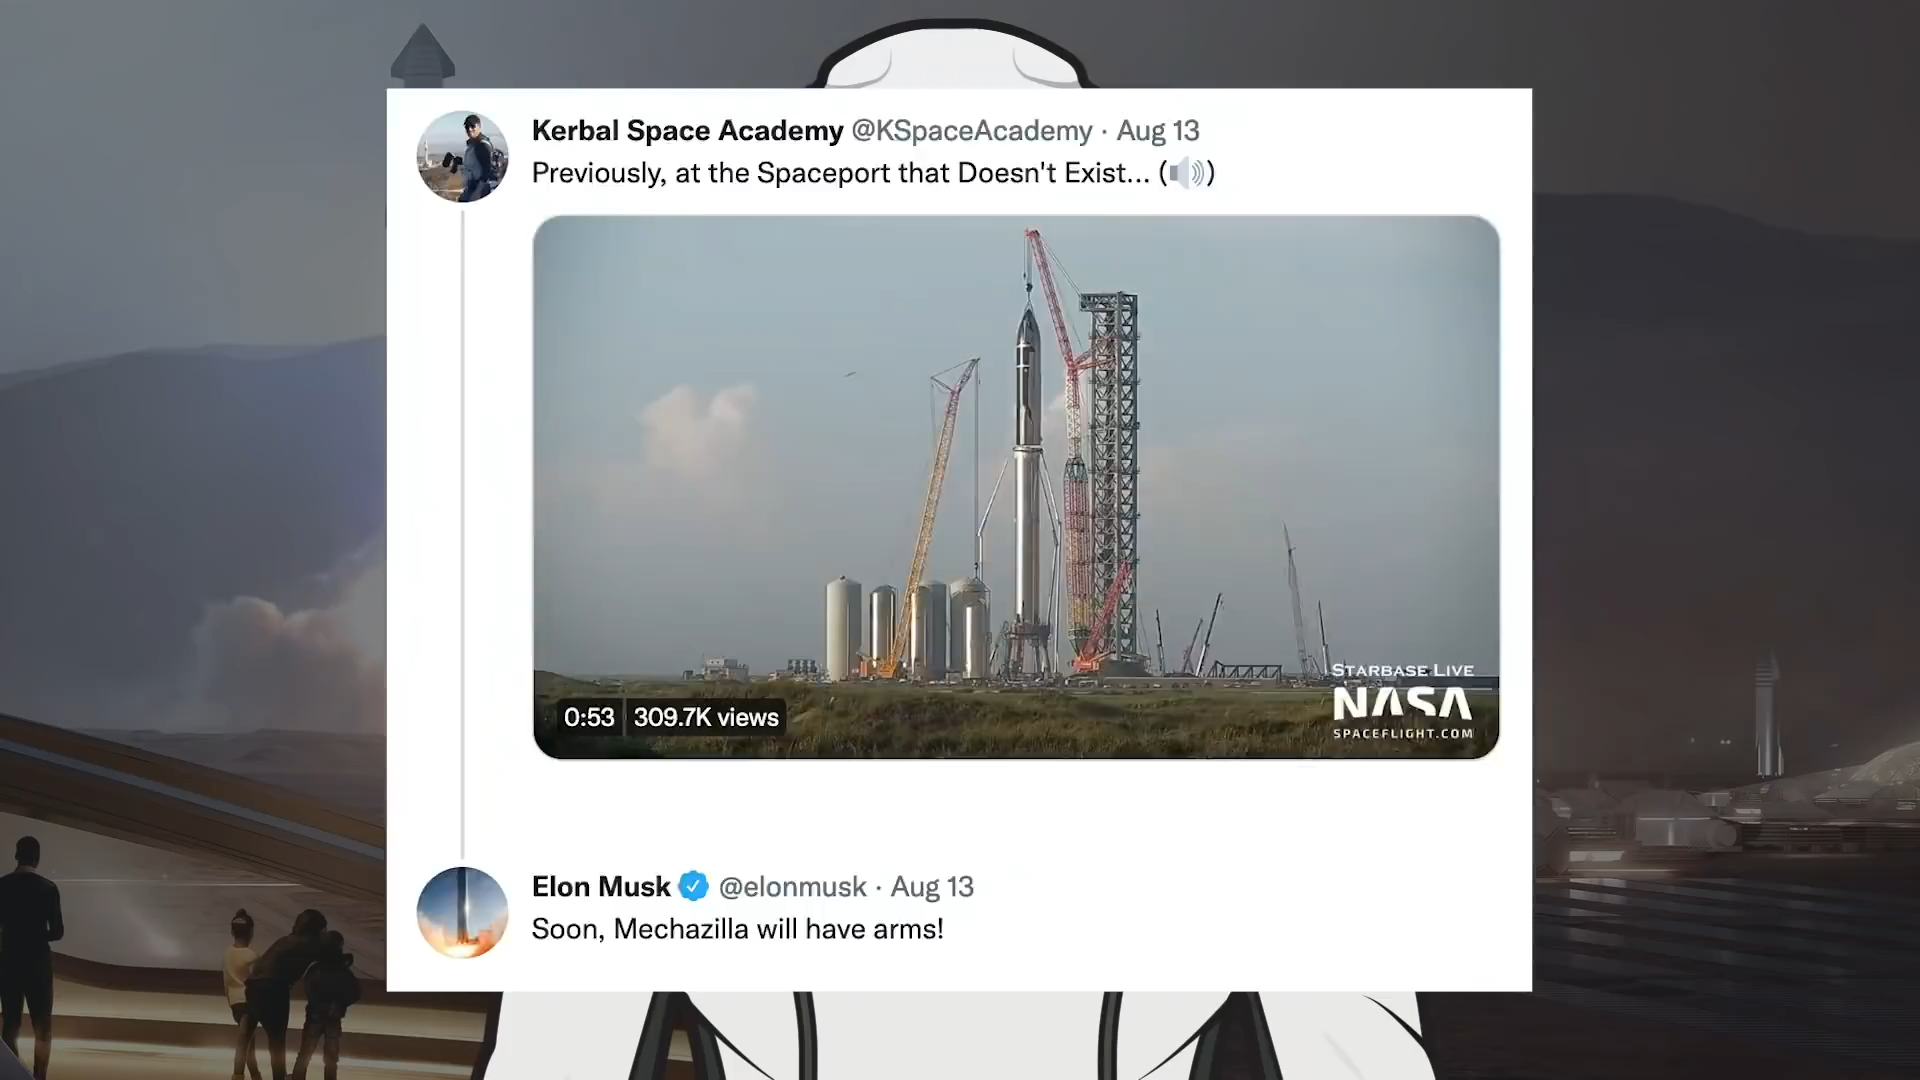 Kerbal Space Academy @KSpaceAcademy · Aug 13
Previously, at the Spaceport that Doesn't Exist... (🔊)
STARBASE LIVE
NASA
SPACEFLIGHT.COM
0:53 309.7K views
Elon Musk @elonmusk · Aug 13
Soon, Mechazilla will have arms!